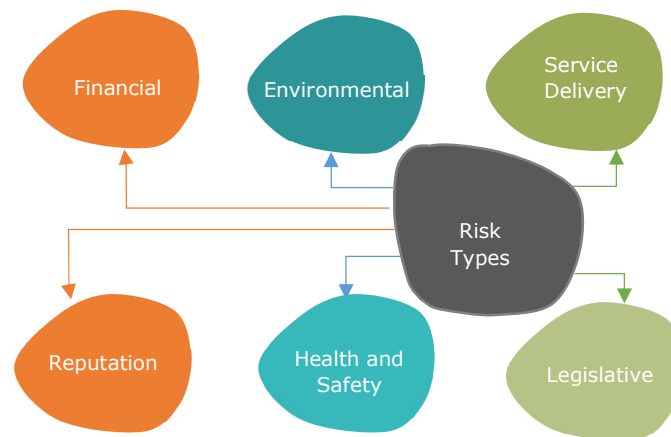 Financial
Environmental
Service
Delivery
Risk
Types
Reputation
Health and
Safety
Legislative